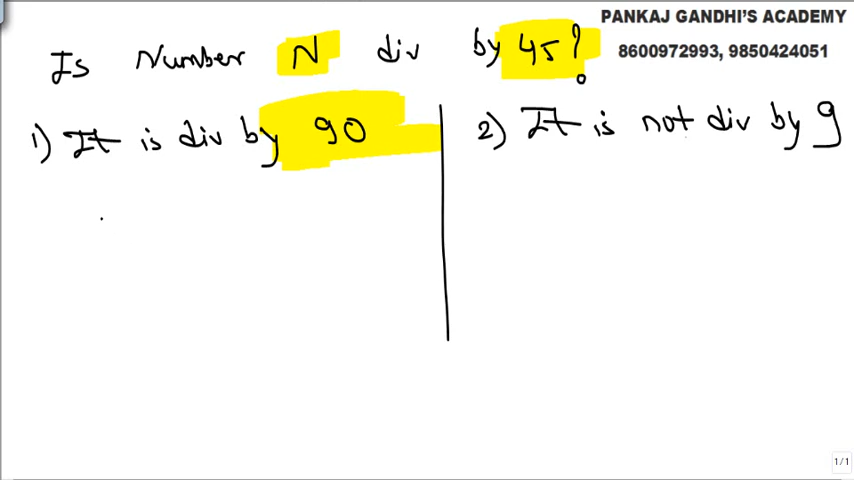 PANKAJ GANDHI'S ACADEMY
8600972993, 9850424051
Is Number N div by 45?
1) It is div by 90
2) It is not div by 9
1/1